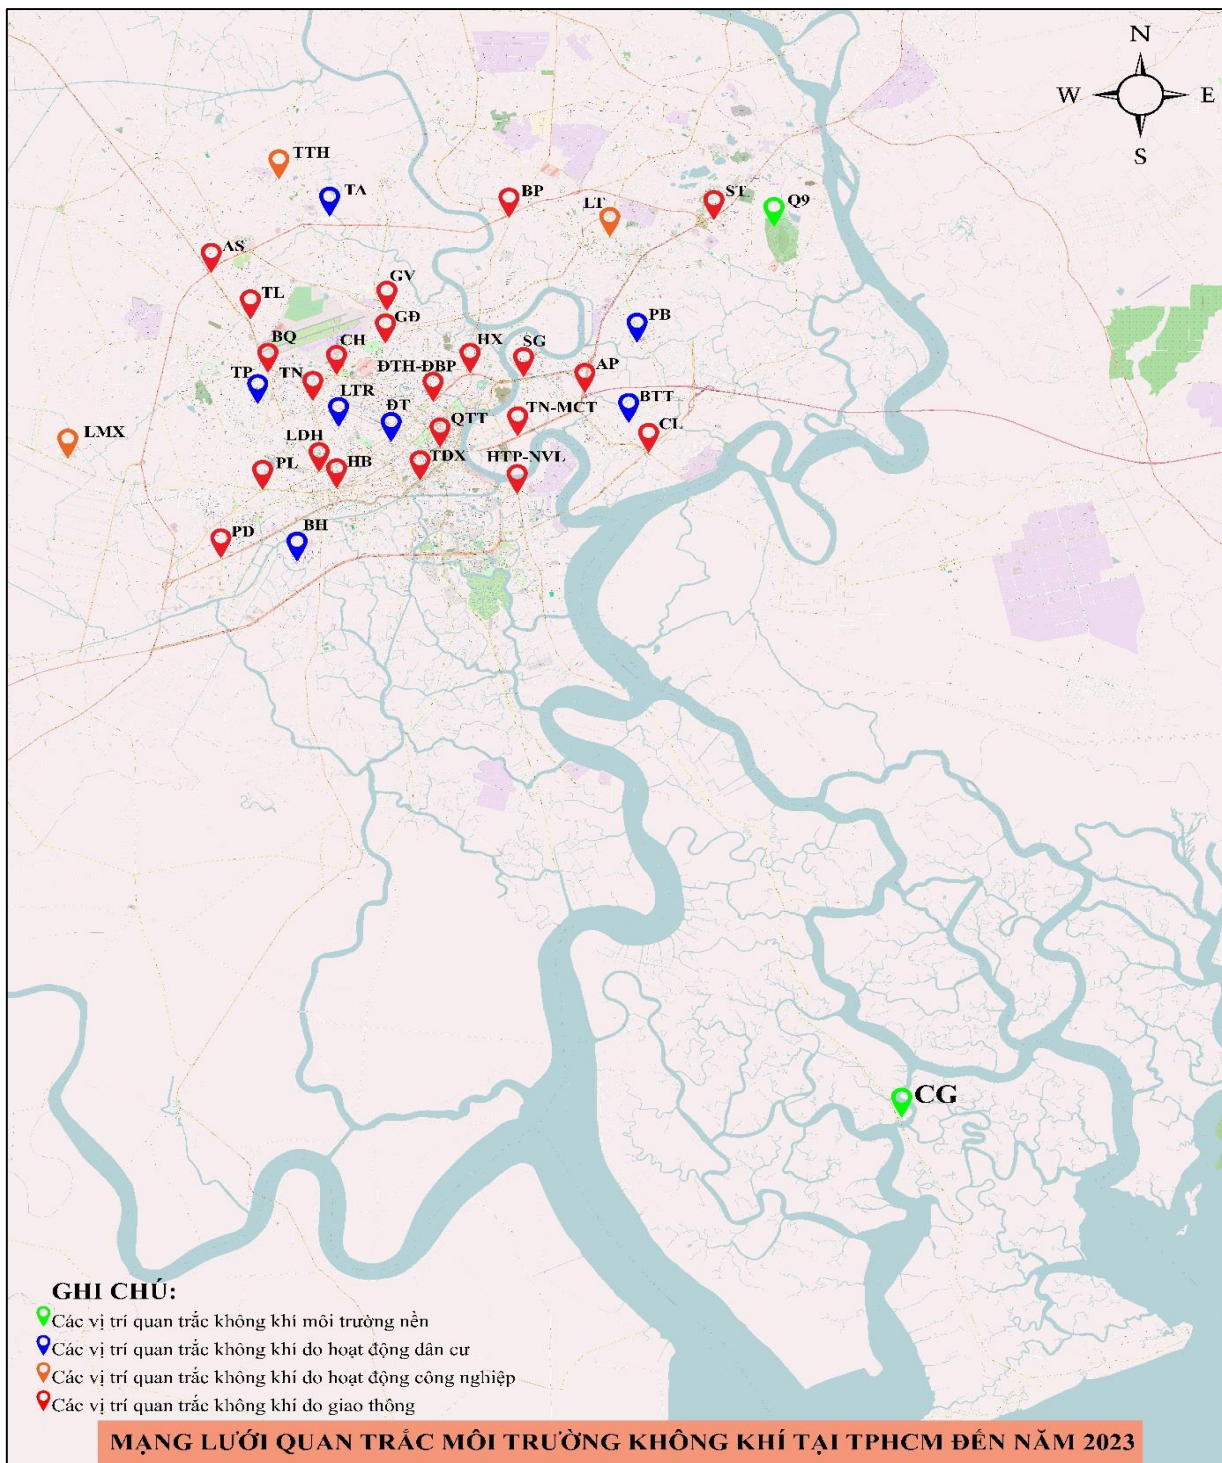 N
W
E
S
TTH
TA
BP
LT
ST
Q9
AS
TL
GV
GĐ
PB
BQ
CH
HX
SG
AP
TP
TN
ĐTH-ĐBP
LTR
ĐT
QTT
TN-MCT
BTT
CL
LMX
LDH
PL
HB
TDX
HTP-NVL
PD
BH
CG
GHI CHÚ:
Các vị trí quan trắc không khí môi trường nền
Các vị trí quan trắc không khí do hoạt động dân cư
Các vị trí quan trắc không khí do hoạt động công nghiệp
Các vị trí quan trắc không khí do giao thông
MẠNG LƯỚI QUAN TRẮC MÔI TRƯỜNG KHÔNG KHÍ TẠI TPHCM ĐẾN NĂM 2023